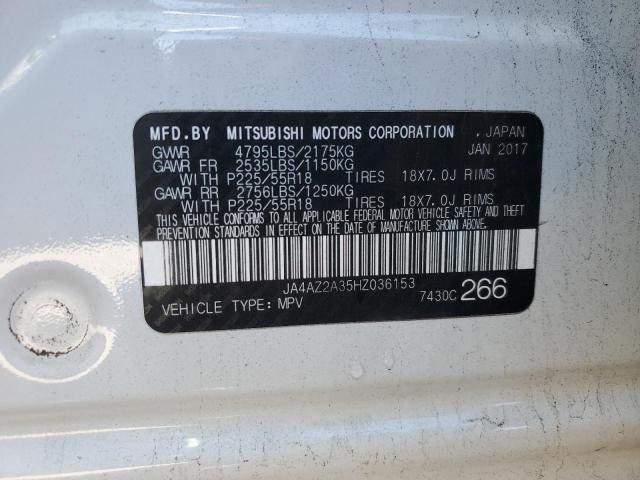 MFD.BY MITSUBISHI MOTORS CORPORATION , JAPAN
GVWR 4795LBS/2175KG JAN 2017
GAWR FR 2535LBS/1150KG
WITH P225/55R18 TIRES 18X7.0J RIMS
GAWR RR 2756LBS/1250KG
WITH P225/55R18 TIRES 18X7.0J RIMS
THIS VEHICLE CONFORMS TO ALL APPLICABLE FEDERAL MOTOR VEHICLE SAFETY AND THEFT
PREVENTION STANDARDS IN EFFECT ON THE DATE OF MANUFACTURE SHOWN ABOVE.
JA4AZ2A35HZ036153
VEHICLE TYPE: MPV 7430C 266